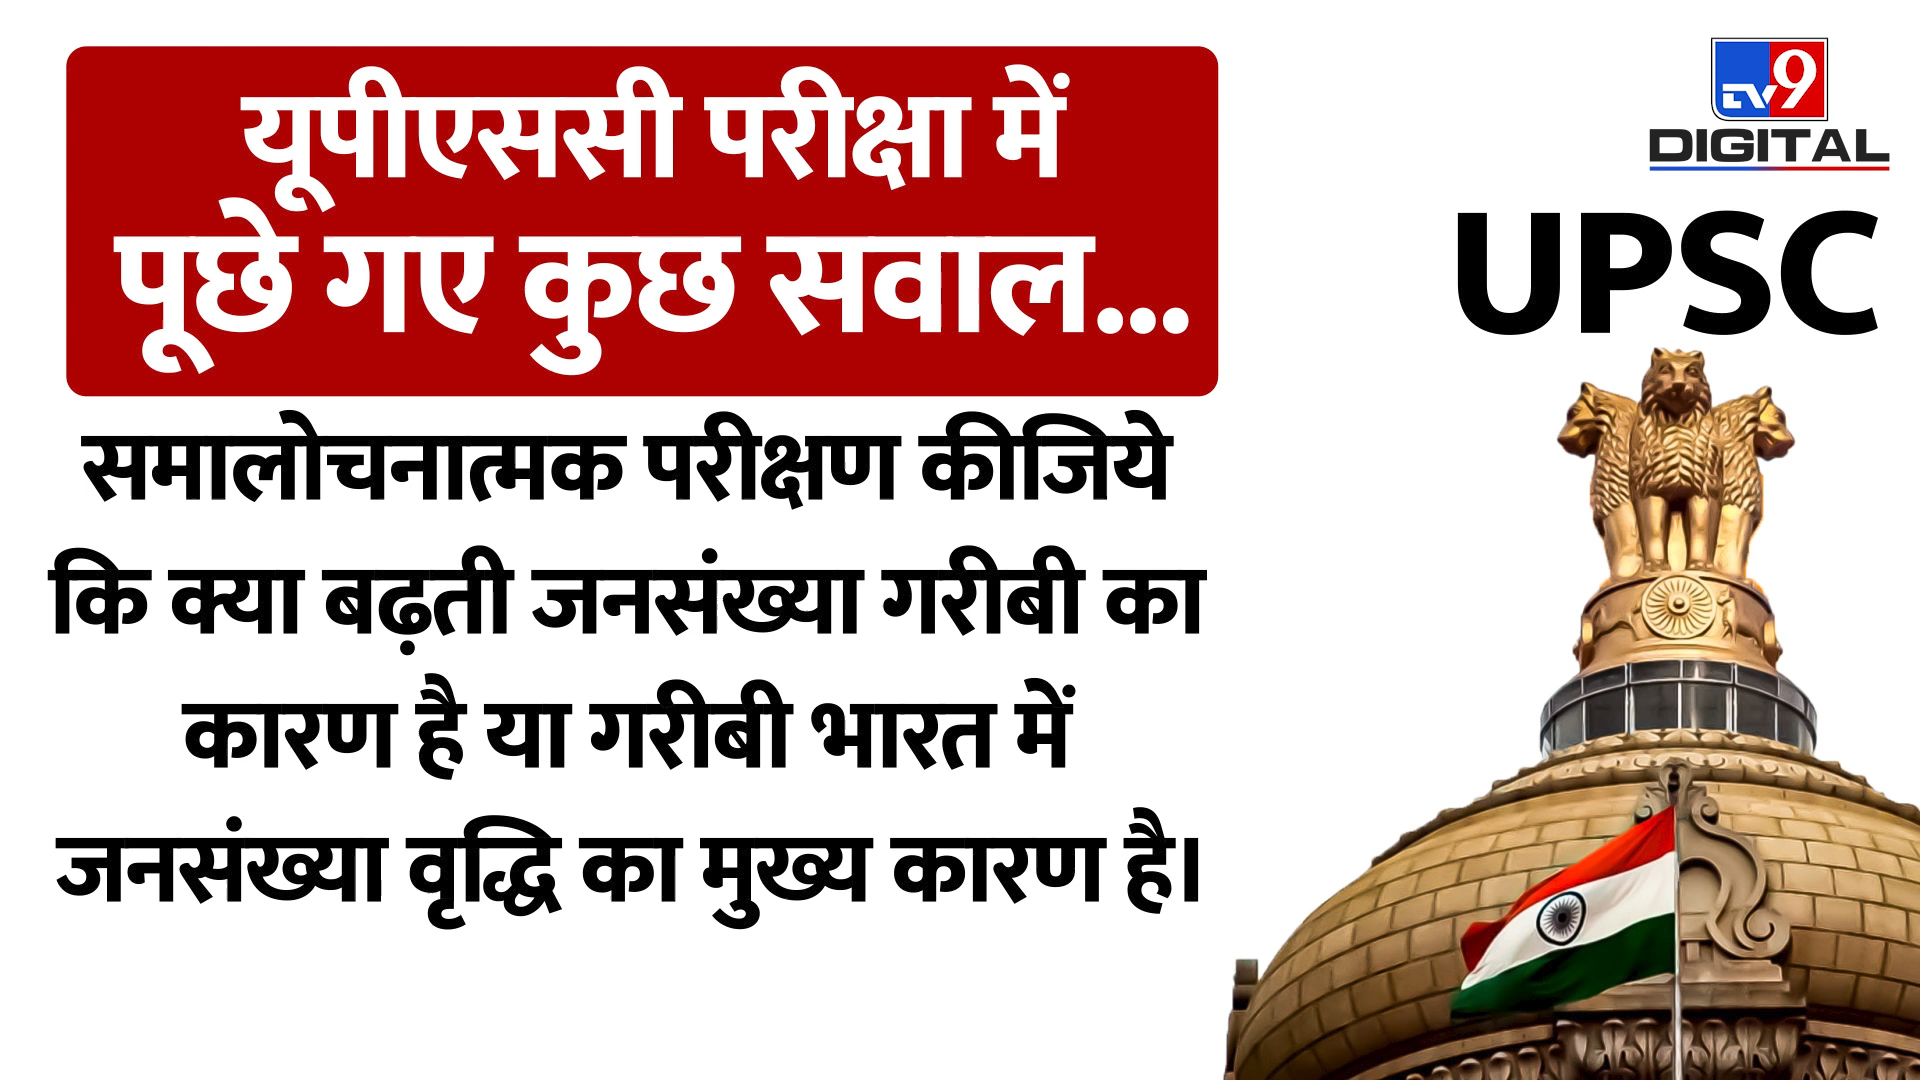 यूपीएससी परीक्षा में
पूछे गए कुछ सवाल...
TV9
DIGITAL
UPSC
समालोचनात्मक परीक्षण कीजिये
कि क्या बढ़ती जनसंख्या गरीबी का
कारण है या गरीबी भारत में
जनसंख्या वृद्धि का मुख्य कारण है।